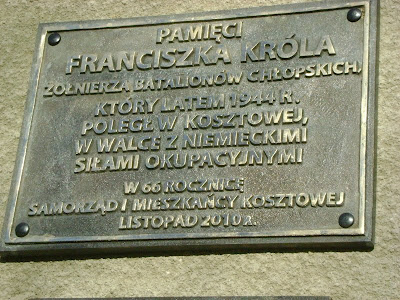 PAMIĘCI
FRANCISZKA KRÓLA
ŻOŁNIERZA BATALIONÓW CHŁOPSKICH,
KTÓRY LATEM 1944 R.
POLEGŁ W KOSZTOWEJ,
W WALCE Z NIEMIECKIMI
SIŁAMI OKUPACYJNYMI
W 66 ROCZNICĘ
SAMORZĄD I MIESZKAŃCY KOSZTOWEJ
LISTOPAD 2010 R.